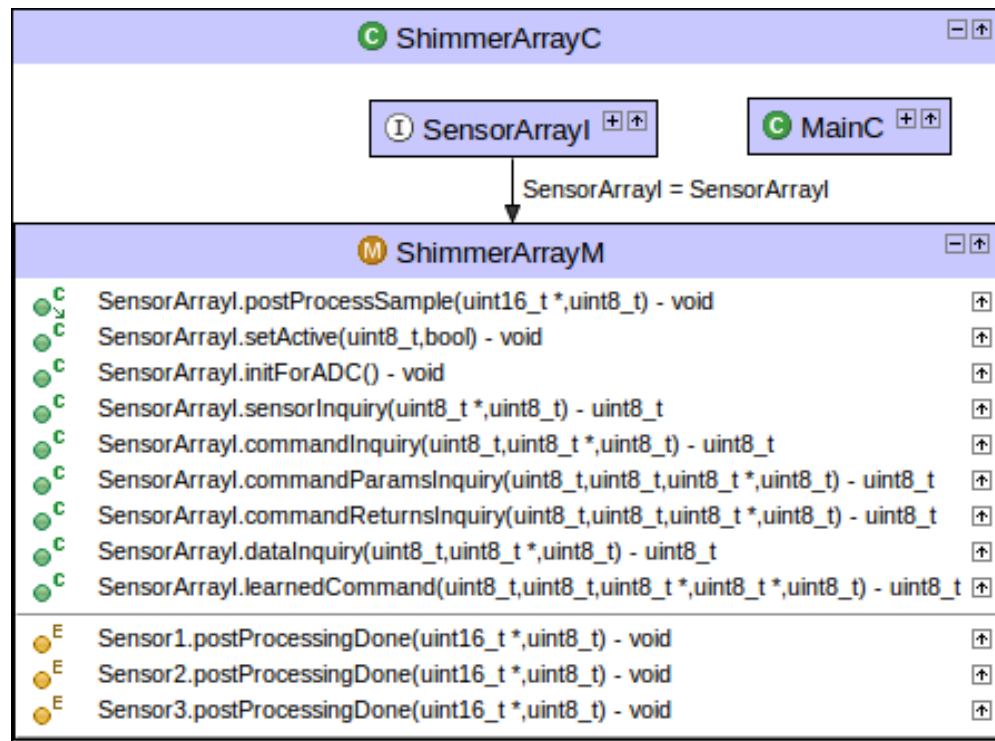 C ShimmerArrayC
I SensorArrayI
C MainC
SensorArrayI = SensorArrayI
M ShimmerArrayM
C SensorArrayI.postProcessSample(uint16_t *,uint8_t) - void
C SensorArrayI.setActive(uint8_t,bool) - void
C SensorArrayI.initForADC() - void
C SensorArrayI.sensorInquiry(uint8_t *,uint8_t) - uint8_t
C SensorArrayI.commandInquiry(uint8_t,uint8_t *,uint8_t) - uint8_t
C SensorArrayI.commandParamsInquiry(uint8_t,uint8_t,uint8_t *,uint8_t) - uint8_t
C SensorArrayI.commandReturnsInquiry(uint8_t,uint8_t,uint8_t *,uint8_t) - uint8_t
C SensorArrayI.dataInquiry(uint8_t,uint8_t *,uint8_t) - uint8_t
C SensorArrayI.learnedCommand(uint8_t,uint8_t,uint8_t *,uint8_t *,uint8_t) - uint8_t
E Sensor1.postProcessingDone(uint16_t *,uint8_t) - void
E Sensor2.postProcessingDone(uint16_t *,uint8_t) - void
E Sensor3.postProcessingDone(uint16_t *,uint8_t) - void